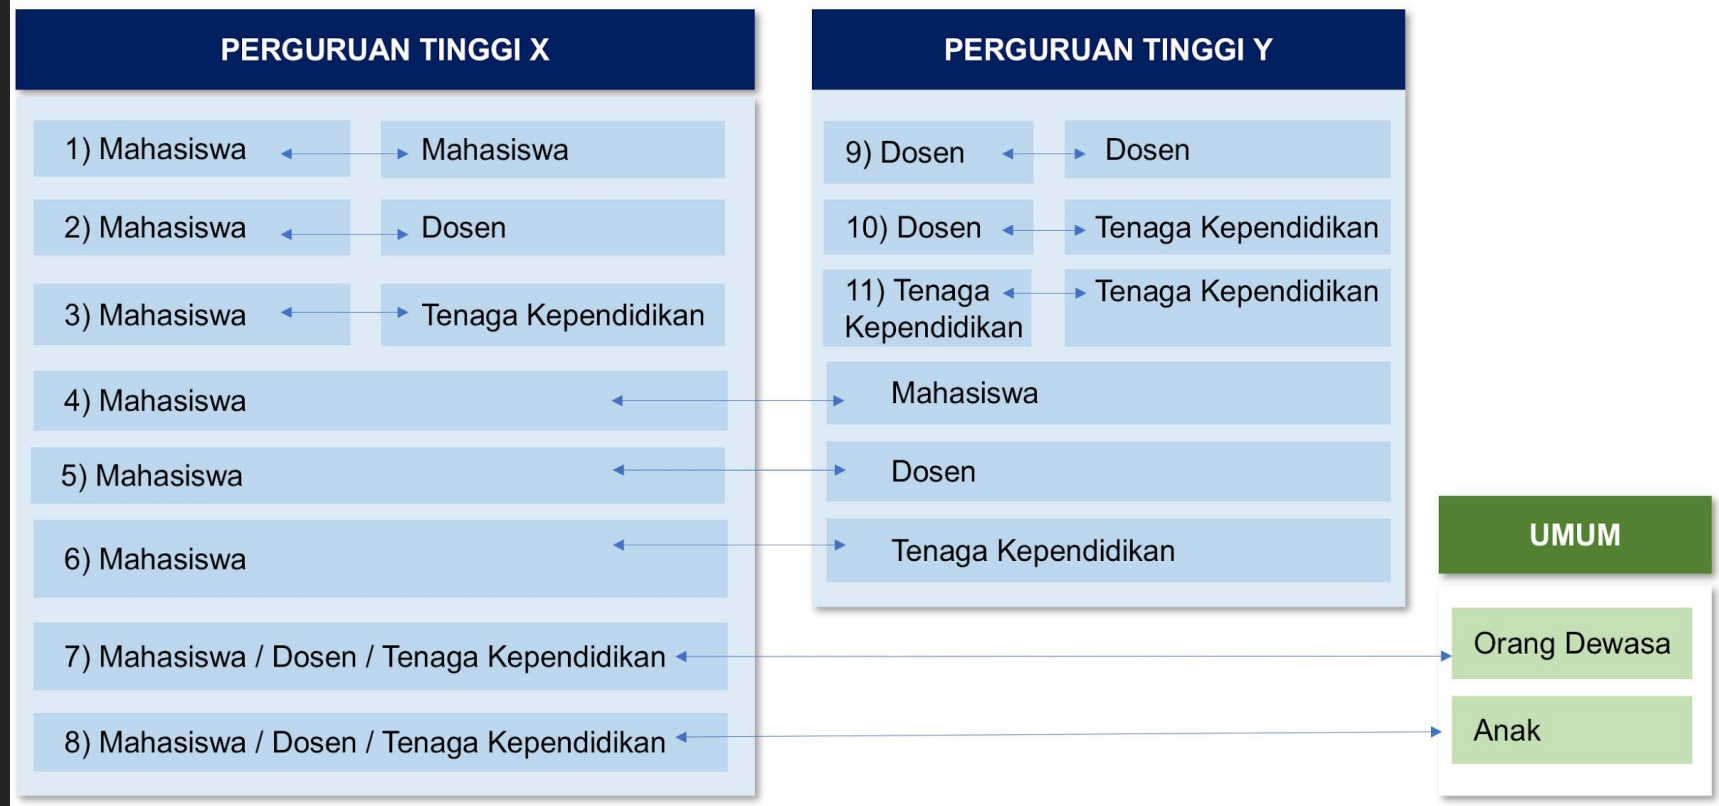 PERGURUAN TINGGI X
1) Mahasiswa
Mahasiswa
2) Mahasiswa
Dosen
3) Mahasiswa
Tenaga Kependidikan
4) Mahasiswa
5) Mahasiswa
6) Mahasiswa
7) Mahasiswa / Dosen / Tenaga Kependidikan
8) Mahasiswa / Dosen / Tenaga Kependidikan
PERGURUAN TINGGI Y
9) Dosen
Dosen
10) Dosen
Tenaga Kependidikan
11) Tenaga
Kependidikan
Tenaga Kependidikan
Mahasiswa
Dosen
Tenaga Kependidikan
UMUM
Orang Dewasa
Anak